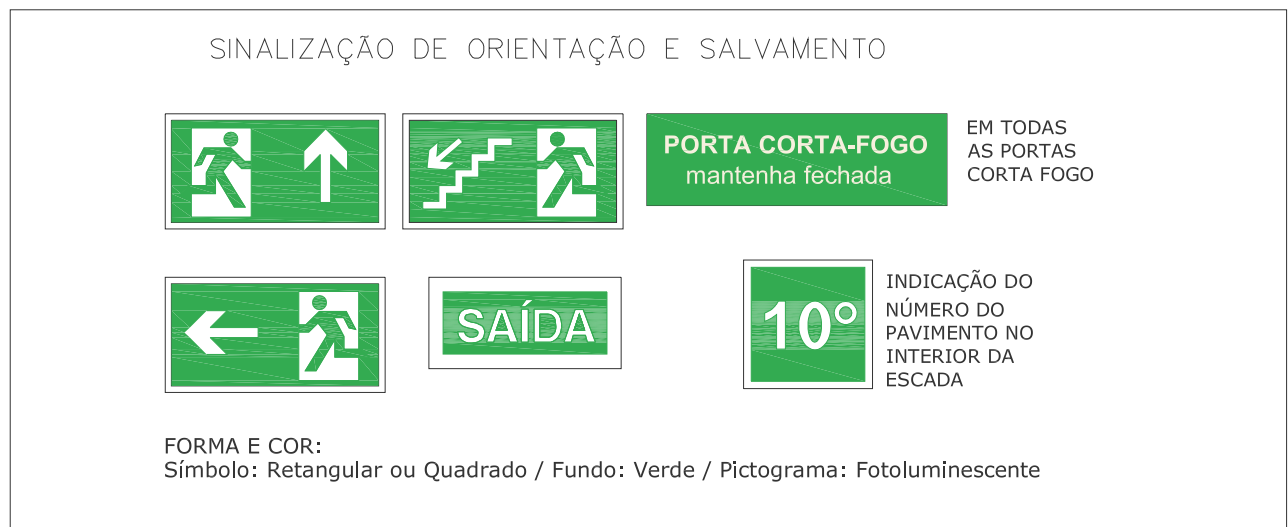 SINALIZAÇÃO DE ORIENTAÇÃO E SALVAMENTO
PORTA CORTA-FOGO
mantenha fechada
EM TODAS
AS PORTAS
CORTA FOGO
SAÍDA
10°
INDICAÇÃO DO
NÚMERO DO
PAVIMENTO NO
INTERIOR DA
ESCADA
FORMA E COR:
Símbolo: Retangular ou Quadrado / Fundo: Verde / Pictograma: Fotoluminescente